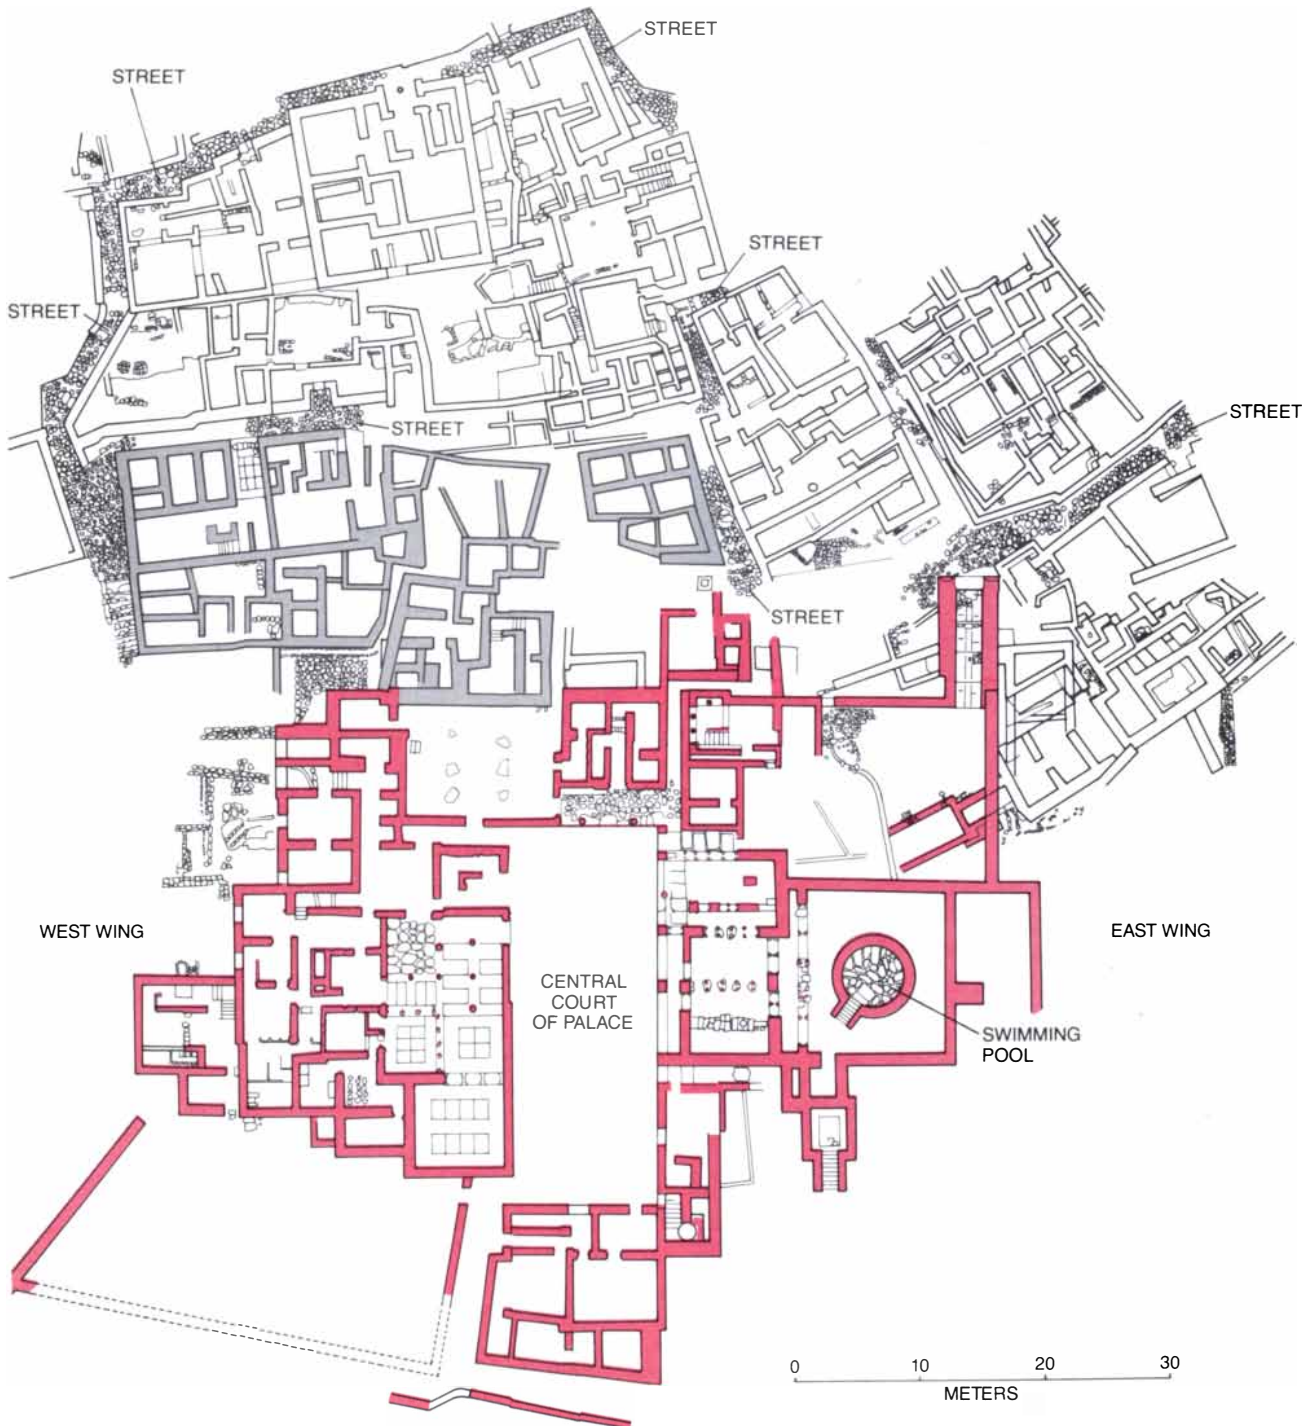 STREET
STREET
STREET
STREET
STREET
STREET
STREET
WEST WING
EAST WING
CENTRAL
COURT
OF PALACE
SWIMMING
POOL
0 10 20 30
METERS